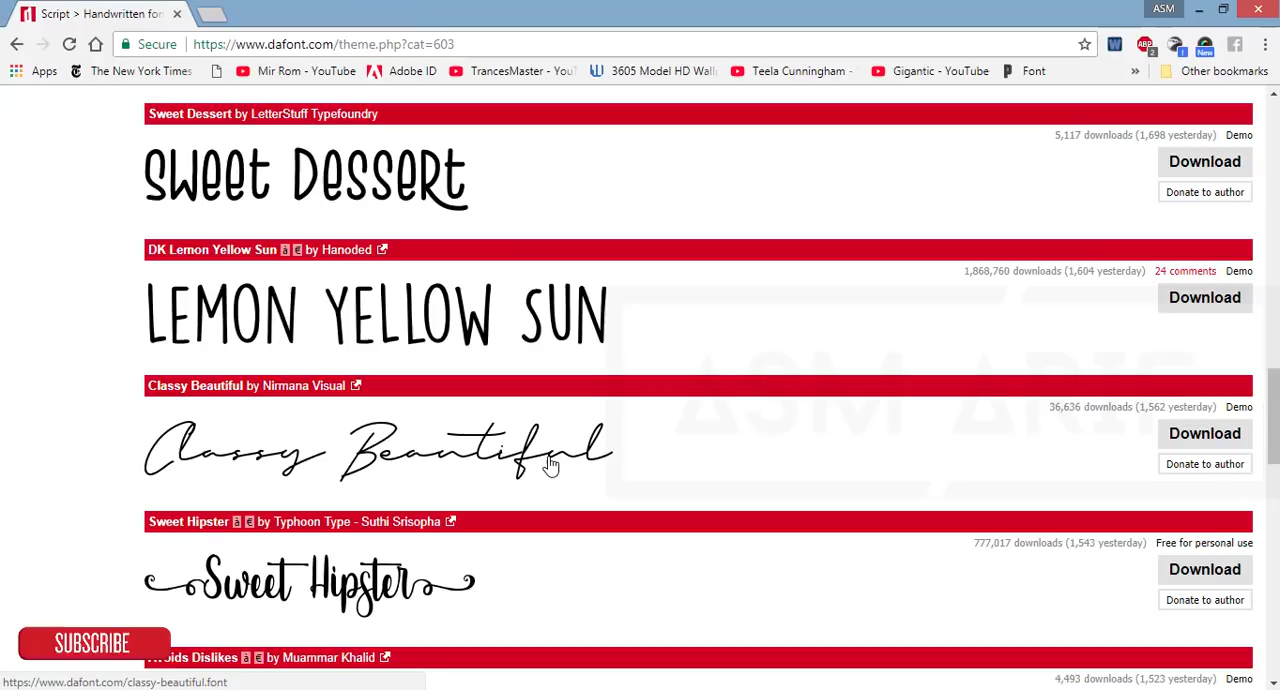 ASM
Script > Handwritten fon
Secure https://www.dafont.com/theme.php?cat=603
Apps The New York Times Mir Rom - YouTube Adobe ID TrancesMaster - YouT 3605 Model HD Wall Teela Cunningham - Gigantic - YouTube Font » Other bookmarks
Sweet Dessert by LetterStuff Typefoundry
5,117 downloads (1,698 yesterday) Demo
Sweet Dessert
Download
Donate to author
DK Lemon Yellow Sun à € by Hanoded
1,868,760 downloads (1,604 yesterday) 24 comments Demo
LEMON YELLOW SUN
Download
ASM ARIF
Classy Beautiful by Nirmana Visual
36,636 downloads (1,562 yesterday) Demo
Classy Beautiful
Download
Donate to author
Sweet Hipster à € by Typhoon Type - Suthi Srisopha
777,017 downloads (1,543 yesterday) Free for personal use
Sweet Hipster
Download
Donate to author
SUBSCRIBE
Avoids Dislikes à € by Muammar Khalid
4,493 downloads (1,523 yesterday) Demo
https://www.dafont.com/classy-beautiful.font